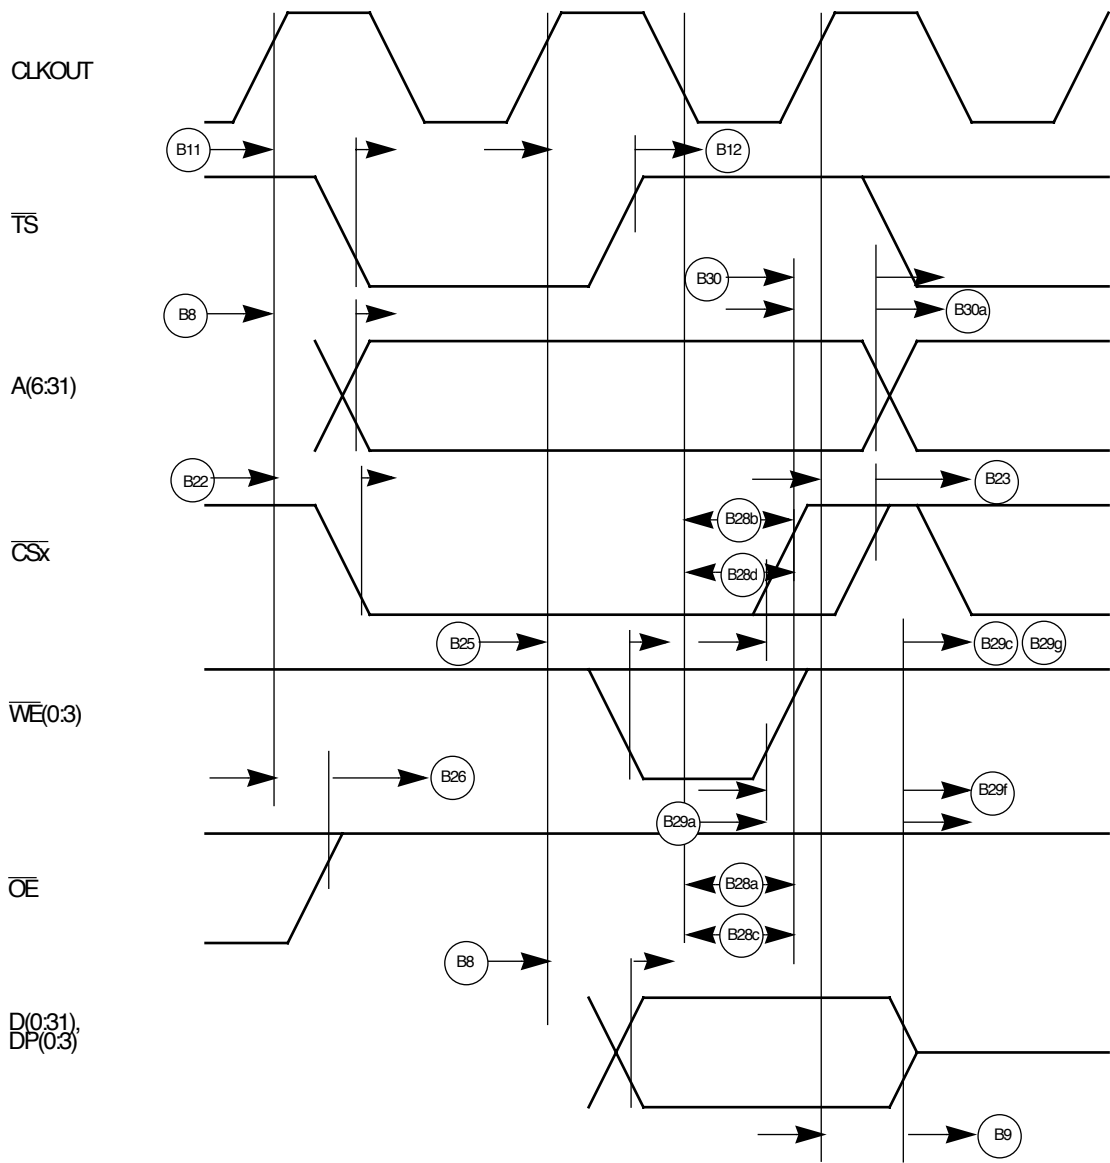 CLKOUT
B11
B12
TS
B30
B8
B30a
A(6:31)
B22
B23
B28b
CSx
B28d
B25
B29c B29g
WE(0:3)
B26
B29f
B29a
OE
B28a
B28c
B8
D(0:31),
DP(0:3)
B9